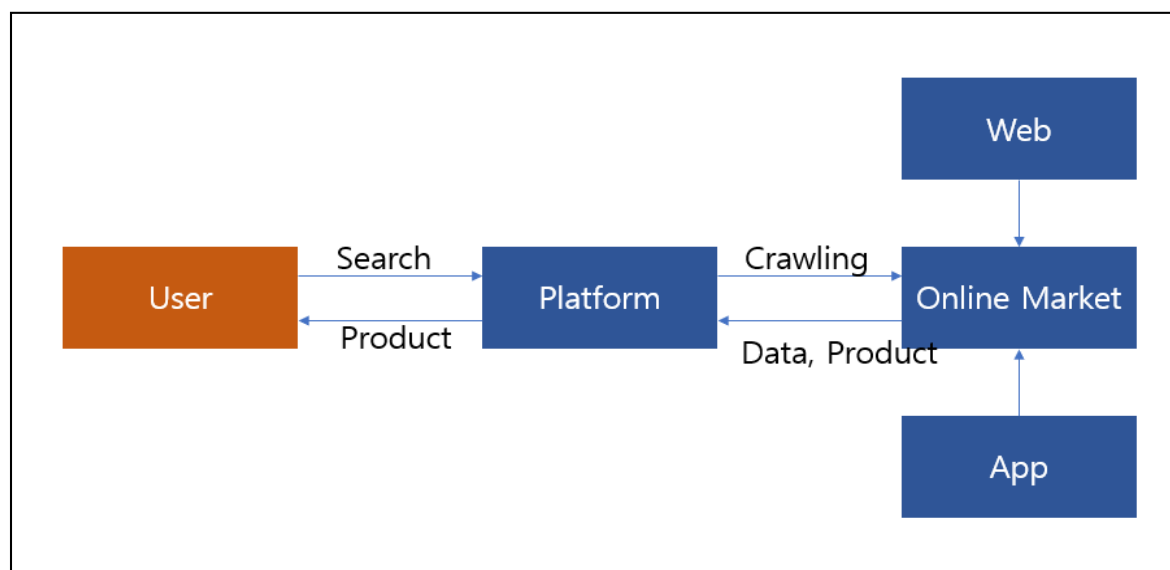 Web
User
Search
Product
Platform
Crawling
Data, Product
Online Market
App